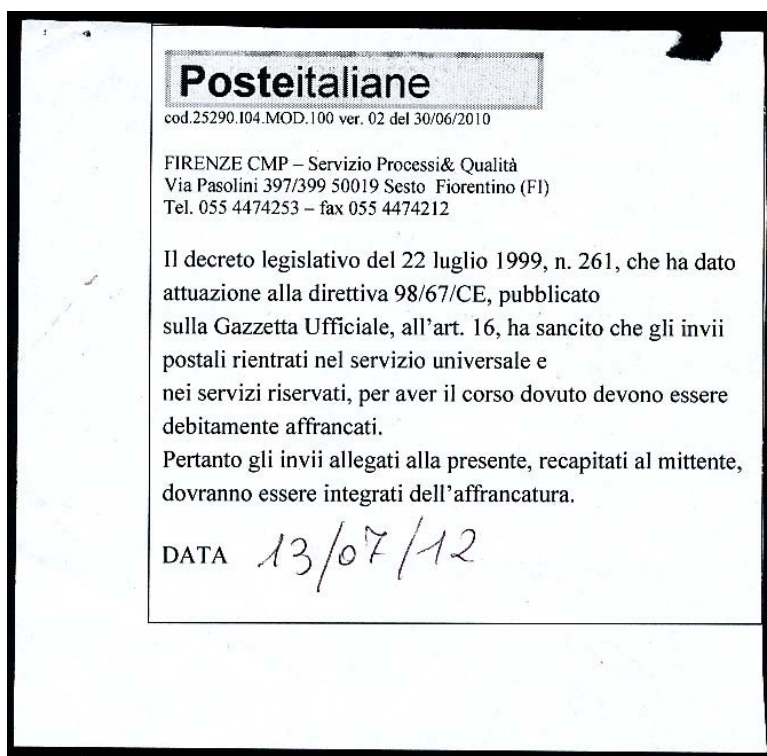 Posteitaliane
cod.25290.I04.MOD.100 ver. 02 del 30/06/2010
FIRENZE CMP – Servizio Processi& Qualità
Via Pasolini 397/399 50019 Sesto Fiorentino (FI)
Tel. 055 4474253 – fax 055 4474212
Il decreto legislativo del 22 luglio 1999, n. 261, che ha dato
attuazione alla direttiva 98/67/CE, pubblicato
sulla Gazzetta Ufficiale, all’art. 16, ha sancito che gli invii
postali rientrati nel servizio universale e
nei servizi riservati, per aver il corso dovuto devono essere
debitamente affrancati.
Pertanto gli invii allegati alla presente, recapitati al mittente,
dovranno essere integrati dell’affrancatura.
DATA 13/07/12